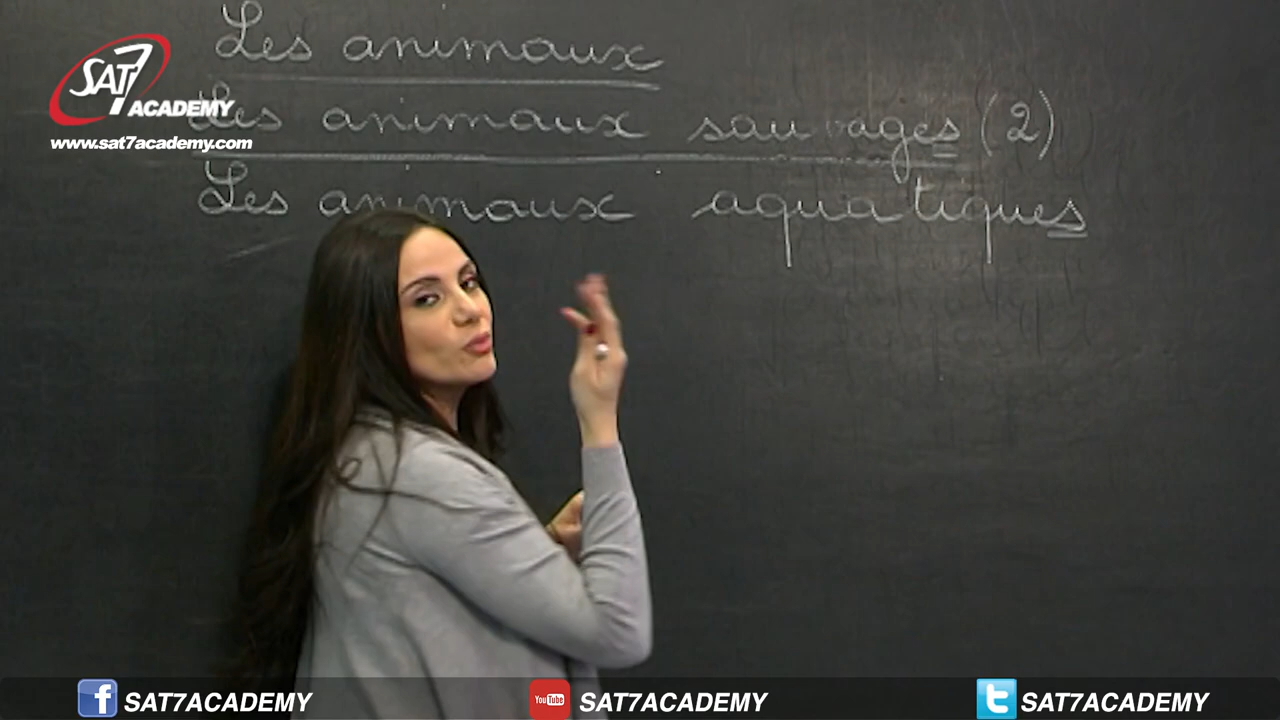 Les animaux
SAT7
ACADEMY
www.sat7academy.com
Les animaux sauvages (2)
Les animaux aquatiques
SAT7ACADEMY
YouTube
SAT7ACADEMY
SAT7ACADEMY